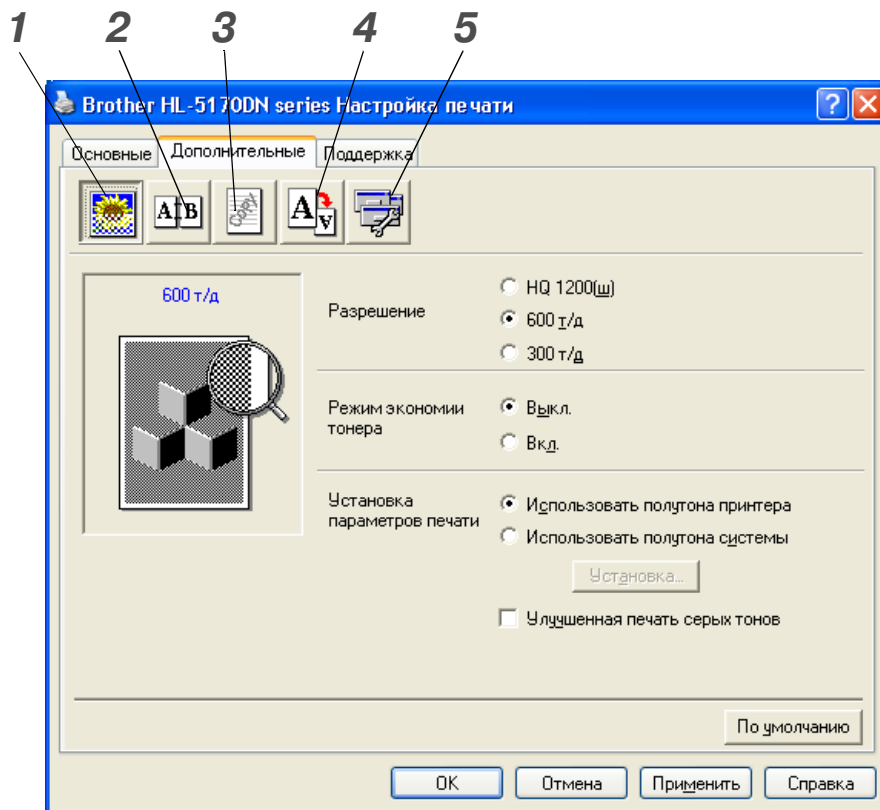 1 2 3 4 5
Brother HL-5170DN series Настройка печати
Основные Дополнительные Поддержка
A B Copy A A
600 т/д
Разрешение
HQ 1200(ш)
600 т/д
300 т/д
Режим экономии
тонера
Выкл.
Вкл.
Установка
параметров печати
Использовать полутона принтера
Использовать полутона системы
Установка...
Улучшенная печать серых тонов
По умолчанию
OK Отмена Применить Справка